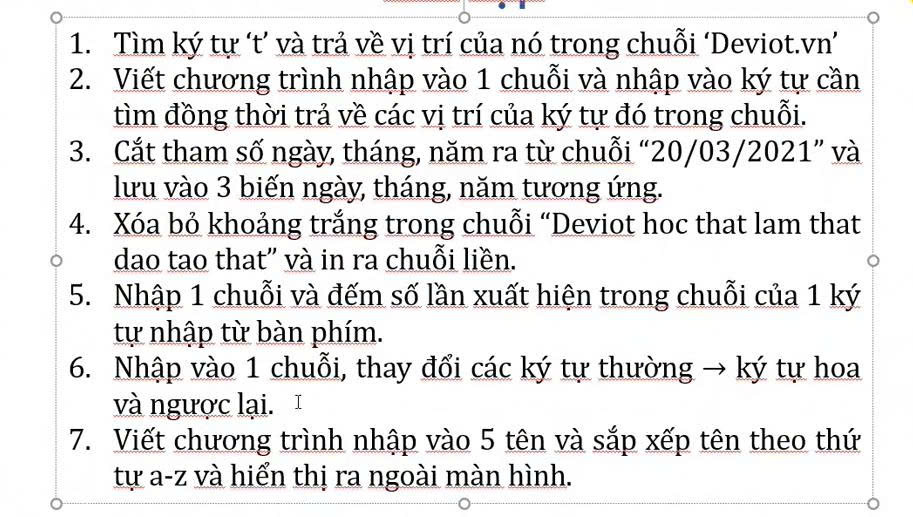 1. Tìm ký tự ‘t’ và trả về vị trí của nó trong chuỗi ‘Deviot.vn’
2. Viết chương trình nhập vào 1 chuỗi và nhập vào ký tự cần
tìm đồng thời trả về các vị trí của ký tự đó trong chuỗi.
3. Cắt tham số ngày, tháng, năm ra từ chuỗi “20/03/2021” và
lưu vào 3 biến ngày, tháng, năm tương ứng.
4. Xóa bỏ khoảng trắng trong chuỗi “Deviot hoc that lam that
dao tao that” và in ra chuỗi liền.
5. Nhập 1 chuỗi và đếm số lần xuất hiện trong chuỗi của 1 ký
tự nhập từ bàn phím.
6. Nhập vào 1 chuỗi, thay đổi các ký tự thường → ký tự hoa
và ngược lại.
7. Viết chương trình nhập vào 5 tên và sắp xếp tên theo thứ
tự a-z và hiển thị ra ngoài màn hình.